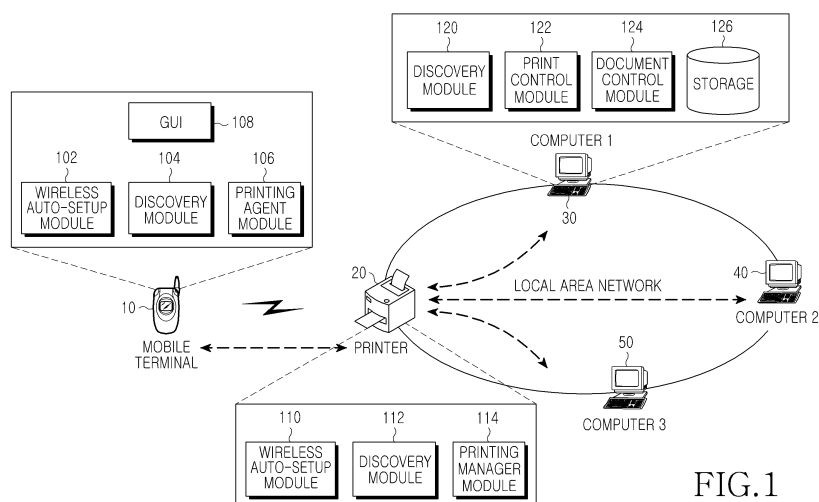 120
122
124
126
DISCOVERY
MODULE
PRINT
CONTROL
MODULE
DOCUMENT
CONTROL
MODULE
STORAGE
GUI
108
102
104
106
WIRELESS
AUTO-SETUP
MODULE
DISCOVERY
MODULE
PRINTING
AGENT
MODULE
COMPUTER 1
30
20
LOCAL AREA NETWORK
40
COMPUTER 2
10
MOBILE
TERMINAL
PRINTER
50
COMPUTER 3
110
112
114
WIRELESS
AUTO-SETUP
MODULE
DISCOVERY
MODULE
PRINTING
MANAGER
MODULE
FIG.1